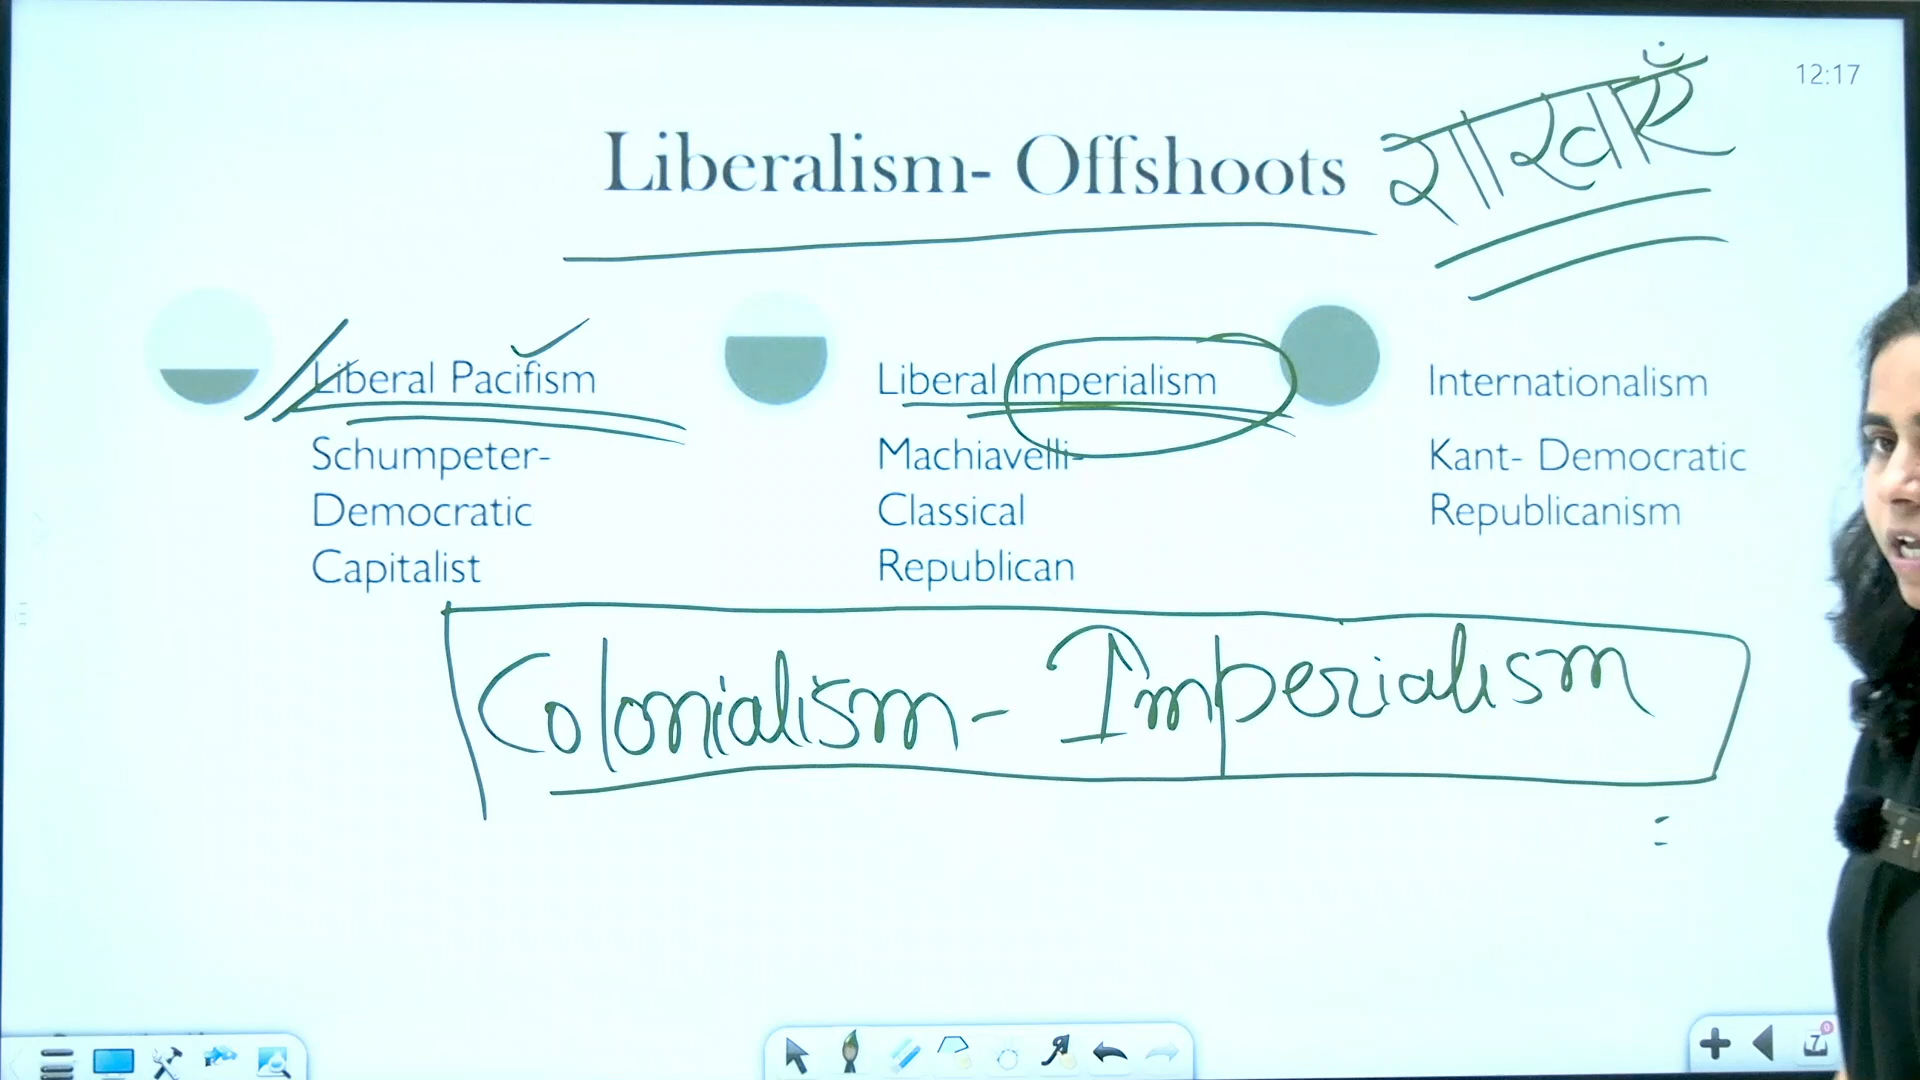 12:17
Liberalism- Offshoots शाखाएँ
Liberal Pacifism
Schumpeter-
Democratic
Capitalist
Liberal Imperialism
Machiavelli-
Classical
Republican
Internationalism
Kant- Democratic
Republicanism
Colonialism - Imperialism
7